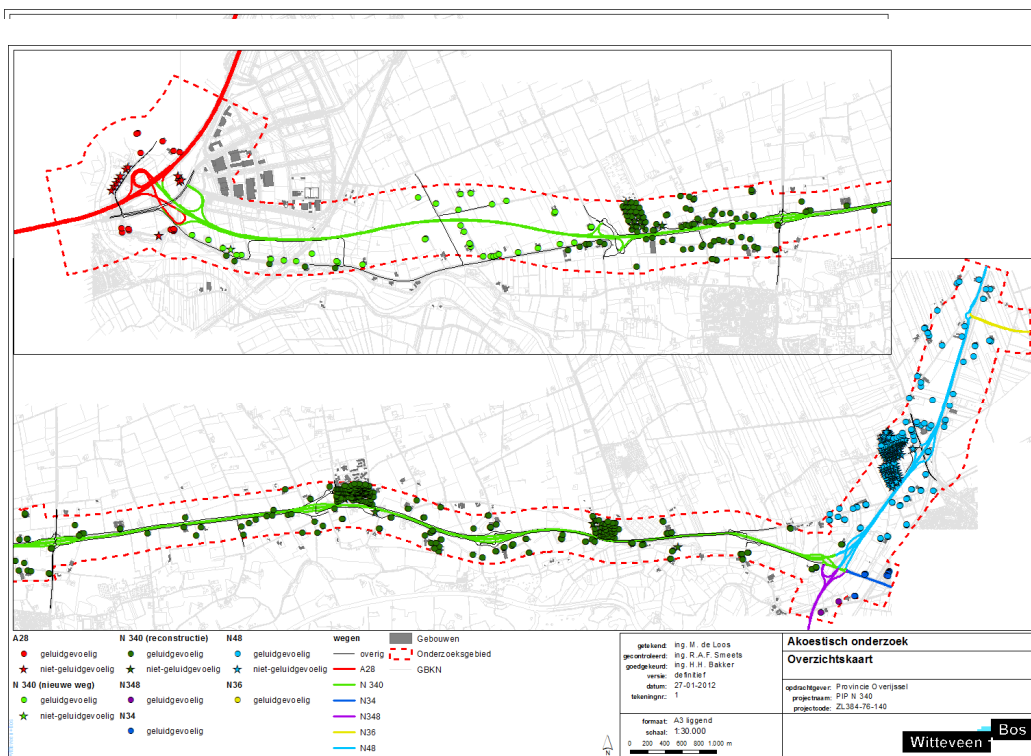 A28
geluidgevoelig
niet-geluidgevoelig
N 340 (nieuwe weg)
geluidgevoelig
niet-geluidgevoelig
N 340 (reconstructie)
geluidgevoelig
niet-geluidgevoelig
N348
geluidgevoelig
N34
geluidgevoelig
N48
geluidgevoelig
niet-geluidgevoelig
N36
geluidgevoelig
wegen
overig
A28
N 340
N34
N348
N36
N48
Gebouwen
Onderzoeksgebied
GBKN
N
getekend: ing. M. de Loos
gecontroleerd: ing. R.A.F. Smeets
goedgekeurd: ing. H.H. Bakker
versie: definitief
datum: 27-01-2012
tekeningnr.: 1
formaat: A3 liggend
schaal: 1:30.000
0 200 400 600 800 1.000 m
Akoestisch onderzoek
Overzichtskaart
opdrachtgever: Provincie Overijssel
projectnaam: PIP N 340
projectcode: ZL384-76-140
Witteveen + Bos